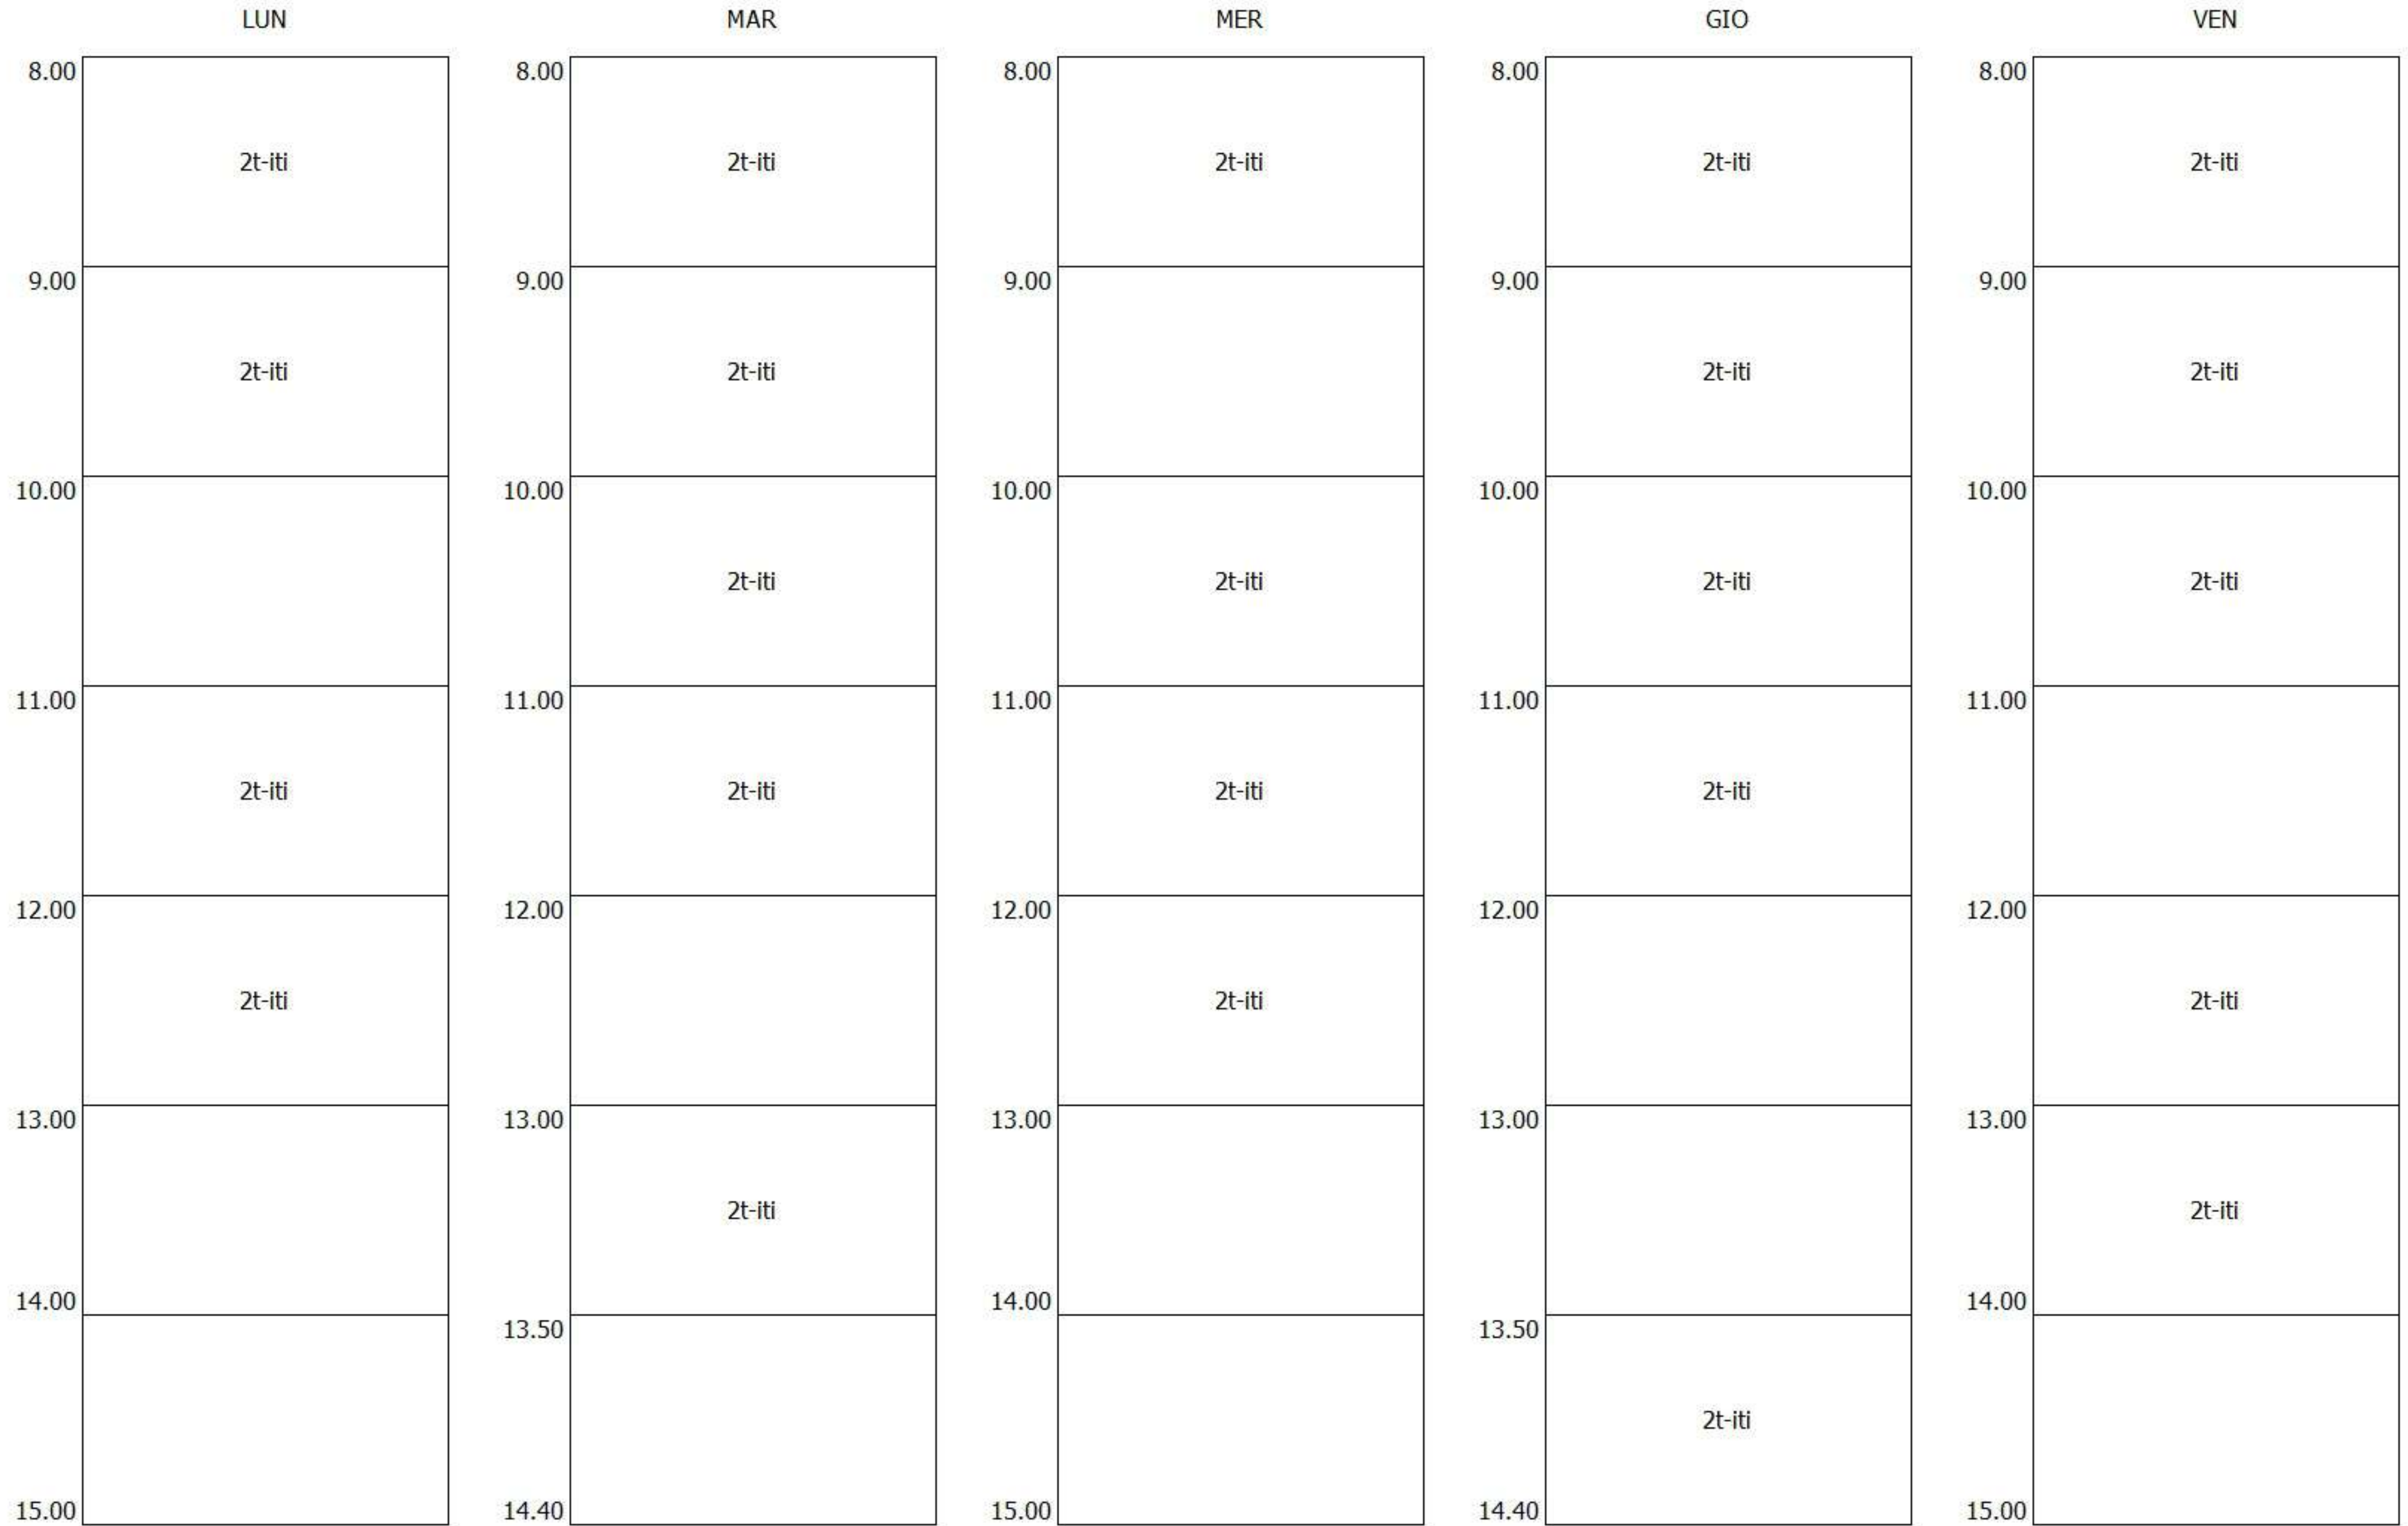 LUN MAR MER GIO VEN
8.00 8.00 8.00 8.00 8.00
2t-iti 2t-iti 2t-iti 2t-iti 2t-iti
9.00 9.00 9.00 9.00 9.00
2t-iti 2t-iti 2t-iti 2t-iti
10.00 10.00 10.00 10.00 10.00
2t-iti 2t-iti 2t-iti 2t-iti
11.00 11.00 11.00 11.00 11.00
2t-iti 2t-iti 2t-iti 2t-iti
12.00 12.00 12.00 12.00 12.00
2t-iti 2t-iti 2t-iti
13.00 13.00 13.00 13.00 13.00
2t-iti 2t-iti
14.00 14.00 14.00
13.50 13.50
2t-iti
15.00 14.40 15.00 14.40 15.00